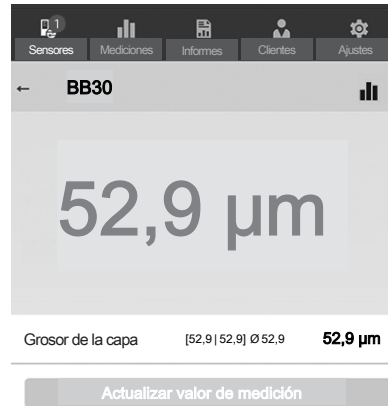 1
Sensores Mediciones Informes Clientes Ajustes
← BB30
52,9 µm
Grosor de la capa [52,9|52,9] Ø 52,9 52,9 µm
Actualizar valor de medición